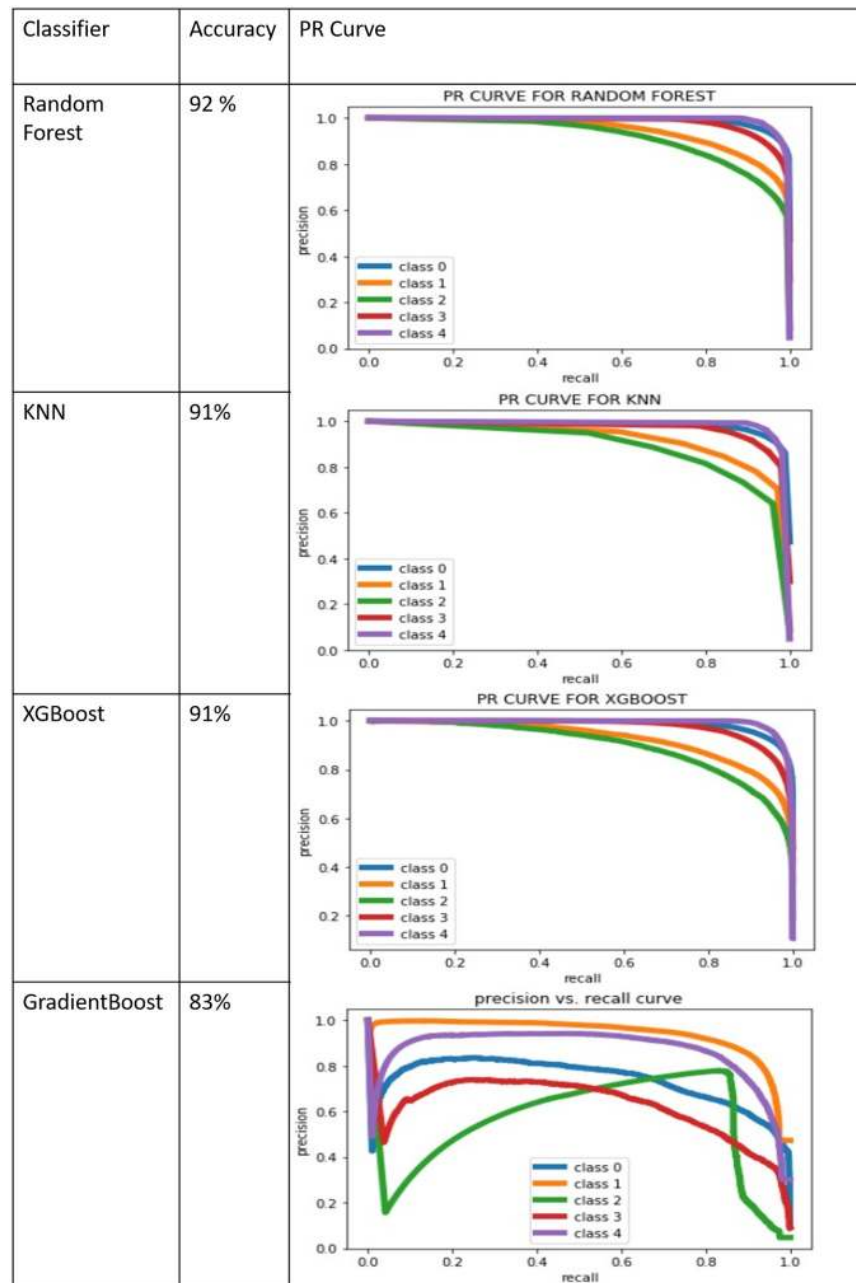 Classifier
Accuracy
PR Curve
Random
Forest
92 %
PR CURVE FOR RANDOM FOREST
1.0
0.8
0.6
0.4
0.2
0.0
precision
class 0
class 1
class 2
class 3
class 4
0.0 0.2 0.4 0.6 0.8 1.0
recall
KNN
91%
PR CURVE FOR KNN
1.0
0.8
0.6
0.4
0.2
0.0
precision
class 0
class 1
class 2
class 3
class 4
0.0 0.2 0.4 0.6 0.8 1.0
recall
XGBoost
91%
PR CURVE FOR XGBOOST
1.0
0.8
0.6
0.4
0.2
precision
class 0
class 1
class 2
class 3
class 4
0.0 0.2 0.4 0.6 0.8 1.0
recall
GradientBoost
83%
precision vs. recall curve
1.0
0.8
0.6
0.4
0.2
0.0
precision
class 0
class 1
class 2
class 3
class 4
0.0 0.2 0.4 0.6 0.8 1.0
recall